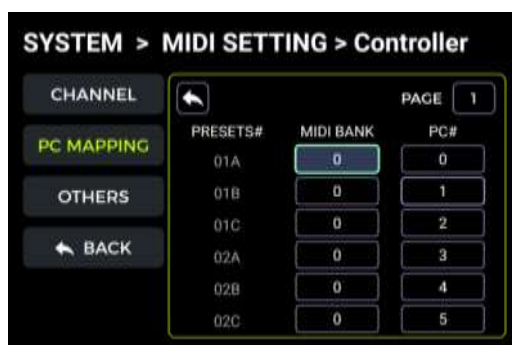 SYSTEM > MIDI SETTING > Controller
CHANNEL
PC MAPPING
OTHERS
BACK
PAGE 1
PRESETS# MIDI BANK PC#
01A 0 0
01B 0 1
01C 0 2
02A 0 3
02B 0 4
02C 0 5